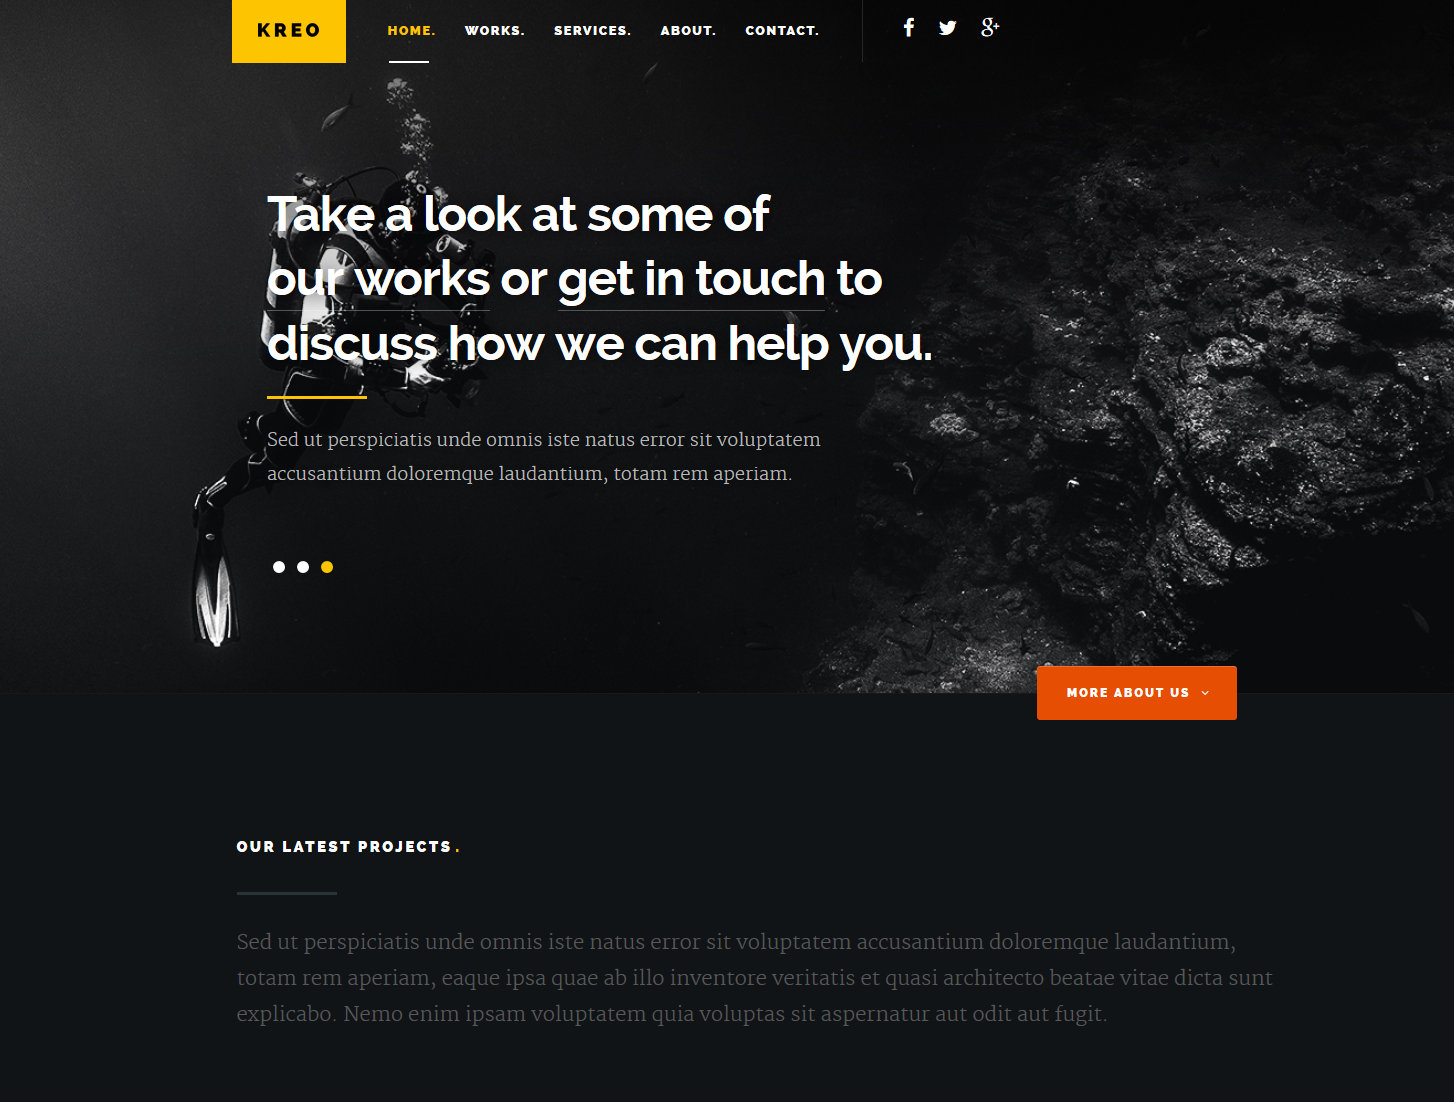 KREO
HOME. WORKS. SERVICES. ABOUT. CONTACT.
Take a look at some of
our works or get in touch to
discuss how we can help you.
Sed ut perspiciatis unde omnis iste natus error sit voluptatem
accusantium doloremque laudantium, totam rem aperiam.
MORE ABOUT US
OUR LATEST PROJECTS.
Sed ut perspiciatis unde omnis iste natus error sit voluptatem accusantium doloremque laudantium,
totam rem aperiam, eaque ipsa quae ab illo inventore veritatis et quasi architecto beatae vitae dicta sunt
explicabo. Nemo enim ipsam voluptatem quia voluptas sit aspernatur aut odit aut fugit.